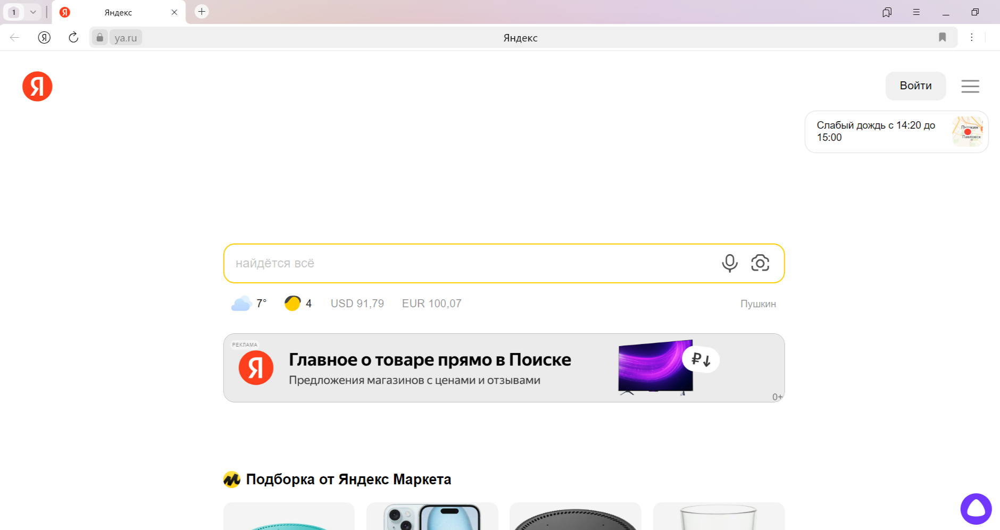 1
Яндекс
ya.ru
Яндекс
Войти
Слабый дождь с 14:20 до
15:00
Пушкин
Павловск
найдётся всё
7° 4 USD 91,79 EUR 100,07 Пушкин
РЕКЛАМА
Главное о товаре прямо в Поиске
Предложения магазинов с ценами и отзывами
₽↓
0+
Подборка от Яндекс Маркета